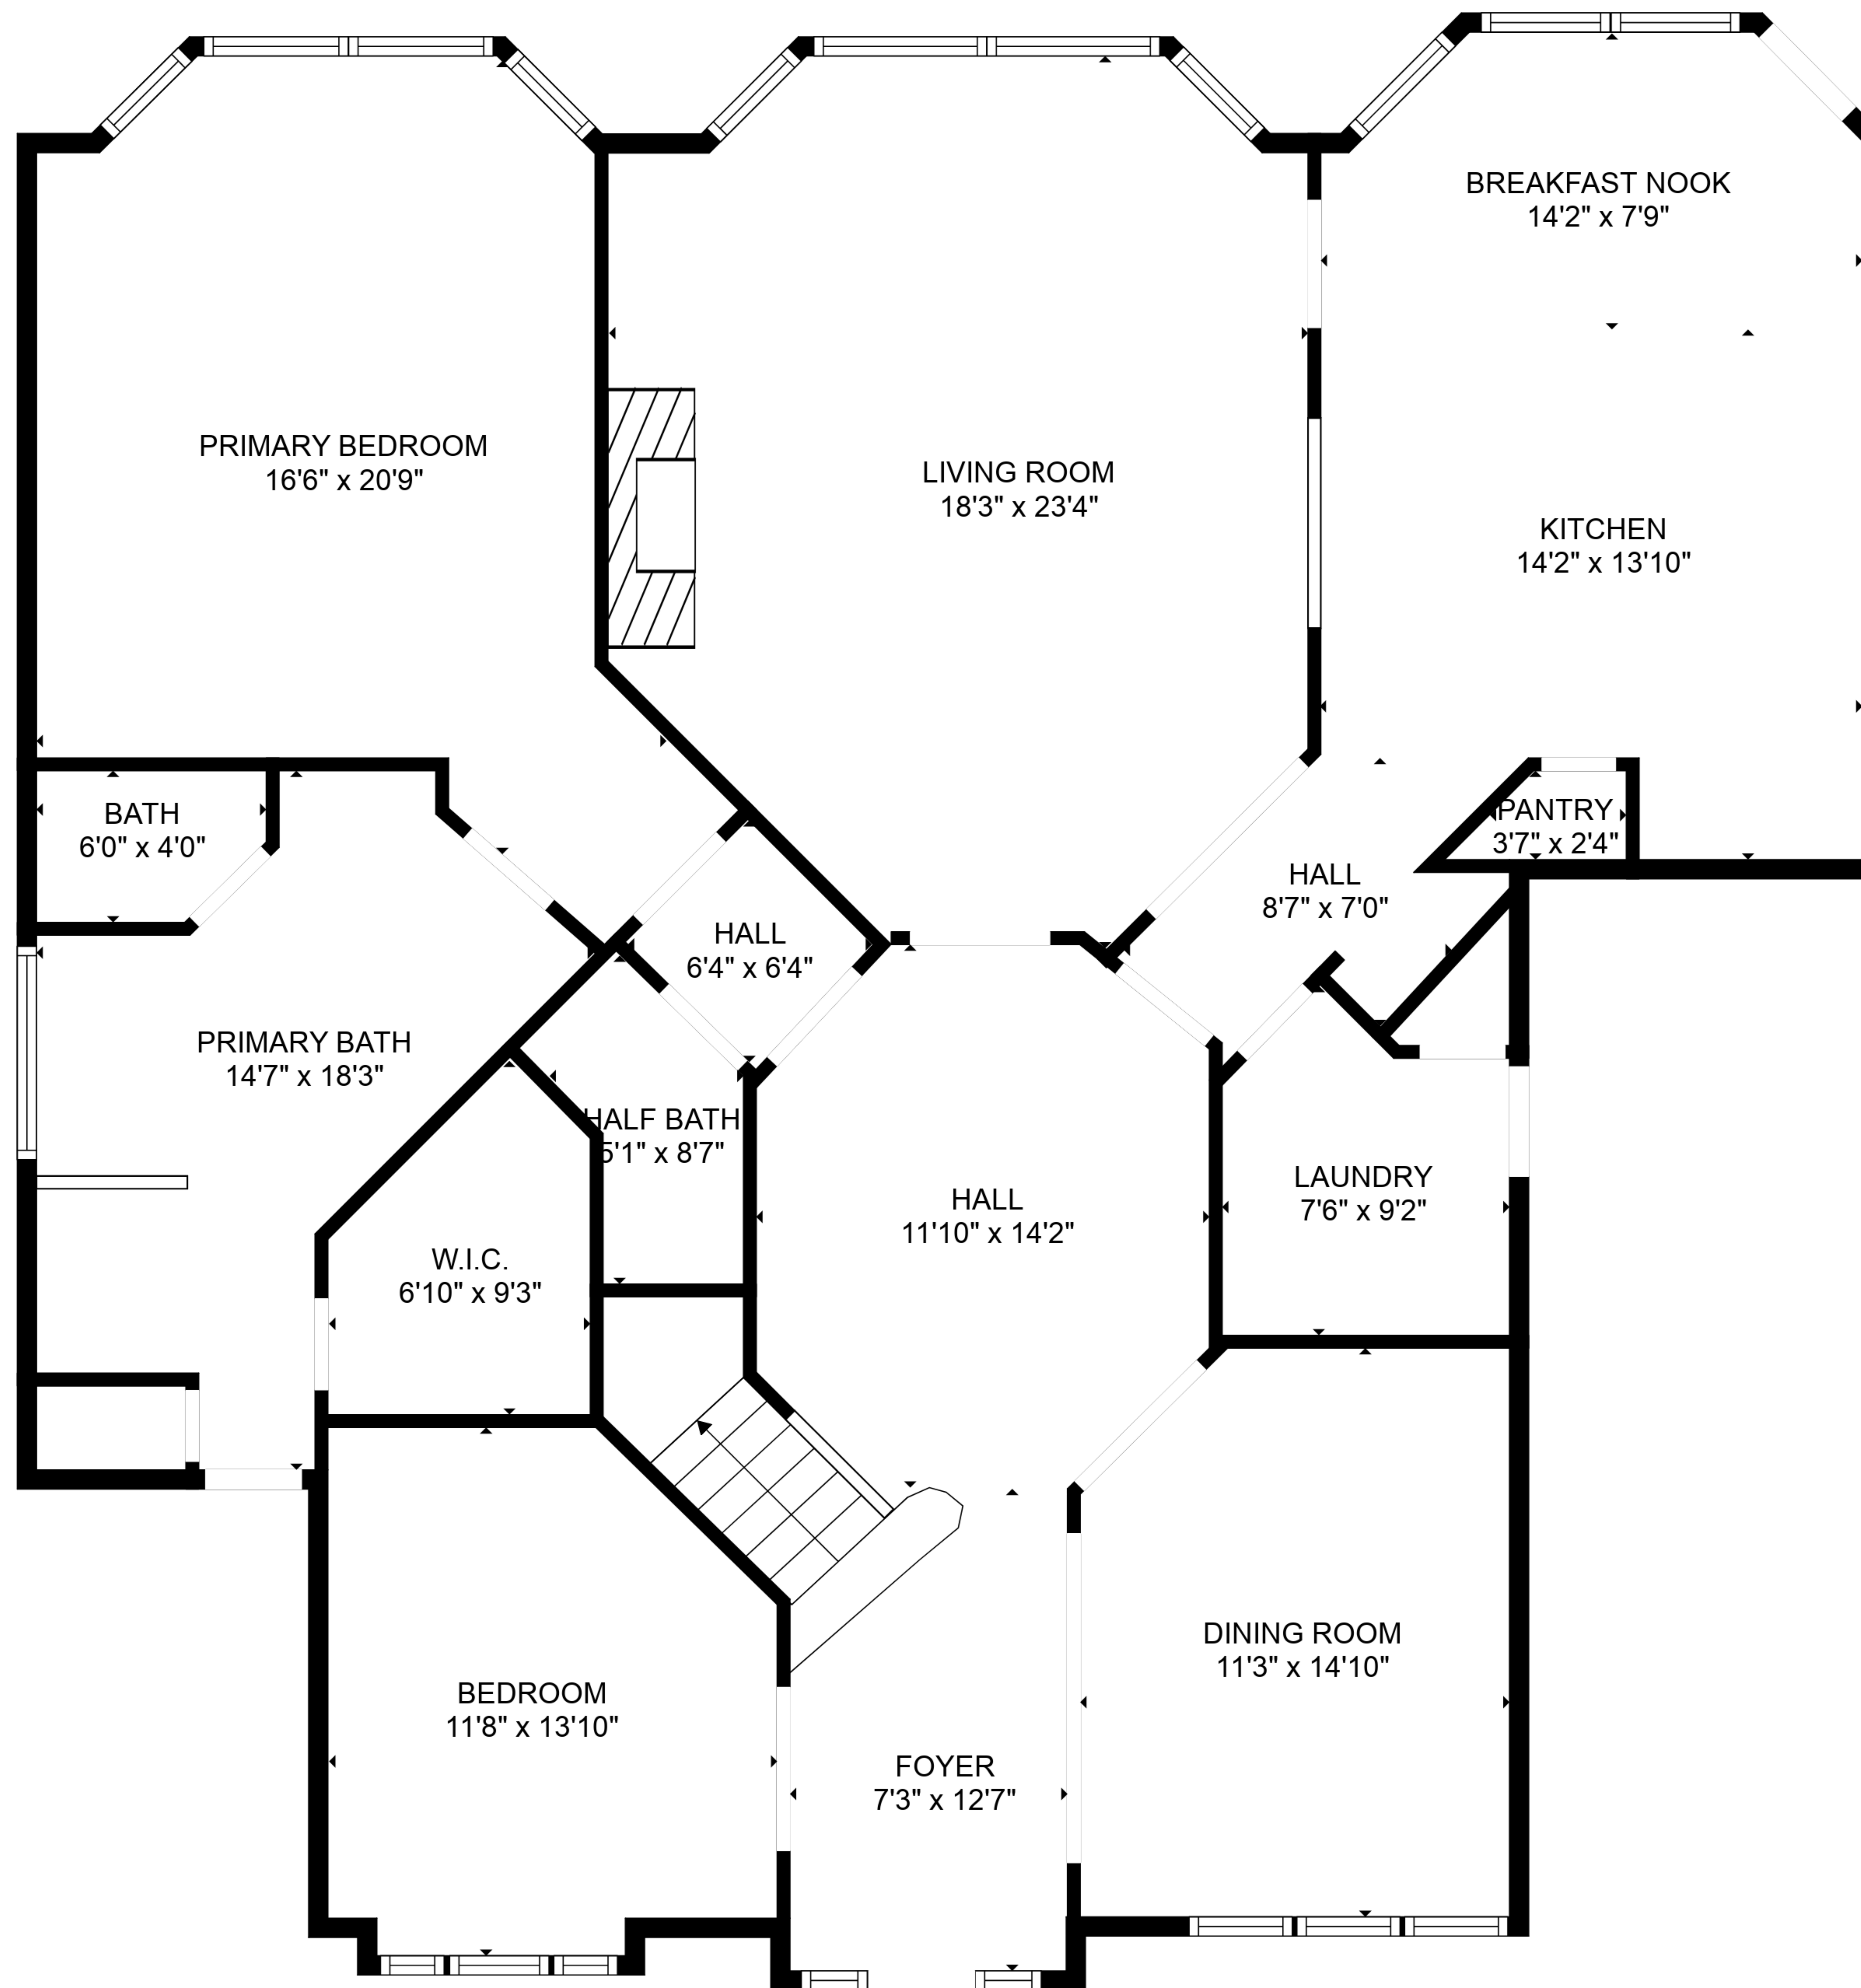 BREAKFAST NOOK
14'2" x 7'9"
PRIMARY BEDROOM
16'6" x 20'9"
LIVING ROOM
18'3" x 23'4"
KITCHEN
14'2" x 13'10"
BATH
6'0" x 4'0"
PANTRY
3'7" x 2'4"
HALL
8'7" x 7'0"
HALL
6'4" x 6'4"
PRIMARY BATH
14'7" x 18'3"
HALF BATH
5'1" x 8'7"
LAUNDRY
7'6" x 9'2"
HALL
11'10" x 14'2"
W.I.C.
6'10" x 9'3"
DINING ROOM
11'3" x 14'10"
BEDROOM
11'8" x 13'10"
FOYER
7'3" x 12'7"